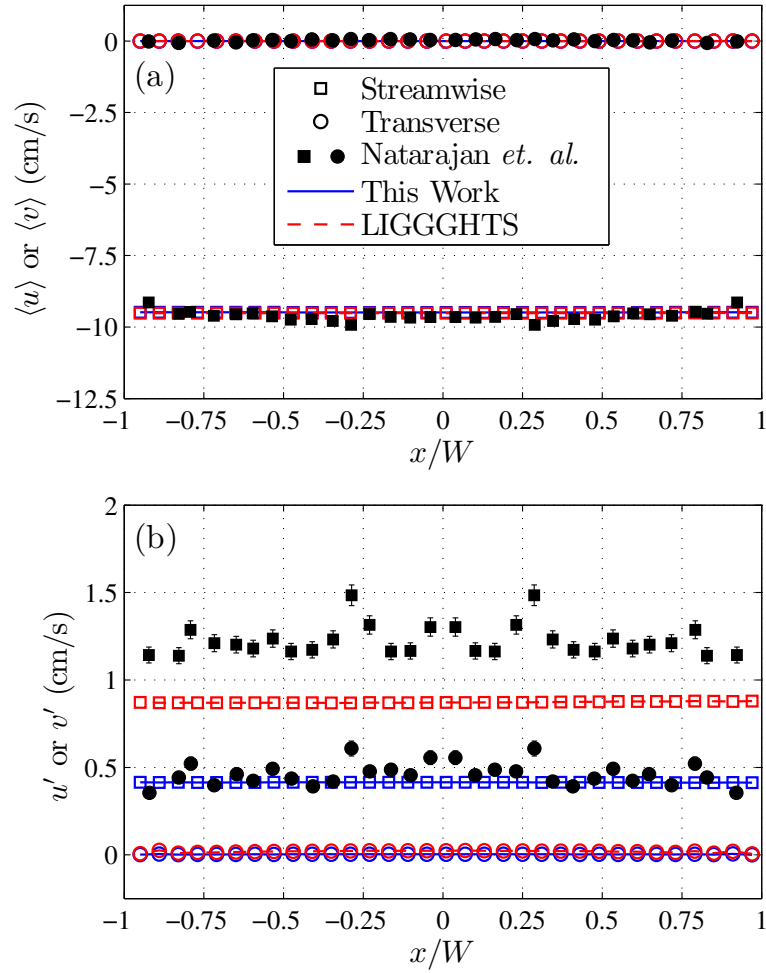 0
−2.5
−5
−7.5
−10
−12.5
⟨u⟩ or ⟨v⟩ (cm/s)
(a)
Streamwise
Transverse
Natarajan et. al.
This Work
LIGGGHTS
−1 −0.75 −0.5 −0.25 0 0.25 0.5 0.75 1
x/W
2
1.5
1
0.5
0
u′ or v′ (cm/s)
(b)
−1 −0.75 −0.5 −0.25 0 0.25 0.5 0.75 1
x/W